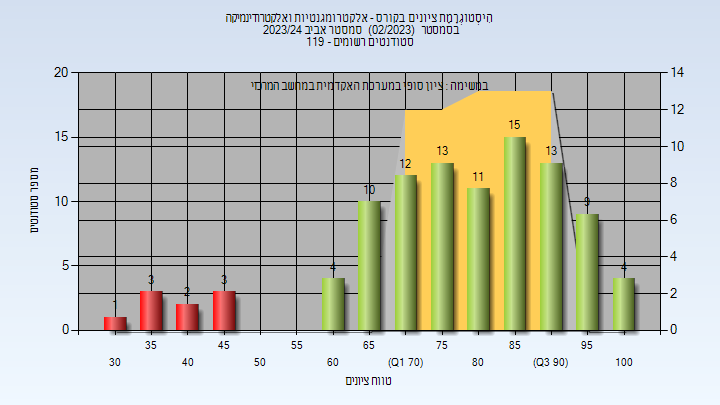 היסטוגרמת ציונים בקורס - אלקטרומגנטיות ואלקטרודינמיקה
בסמסטר (02/2023) סמסטר אביב 2023/24
סטודנטים רשומים - 119
במשימה : ציון סופי במערכת האקדמית במחשב המרכזי
20 15 10 5 0
14 12 10 8 6 4 2 0
מספר סטודנטים
1 3 2 3 4 10 12 13 11 15 13 9 4
35 45 55 65 75 85 95
30 40 50 60 (Q1 70) 80 (Q3 90) 100
טווח ציונים